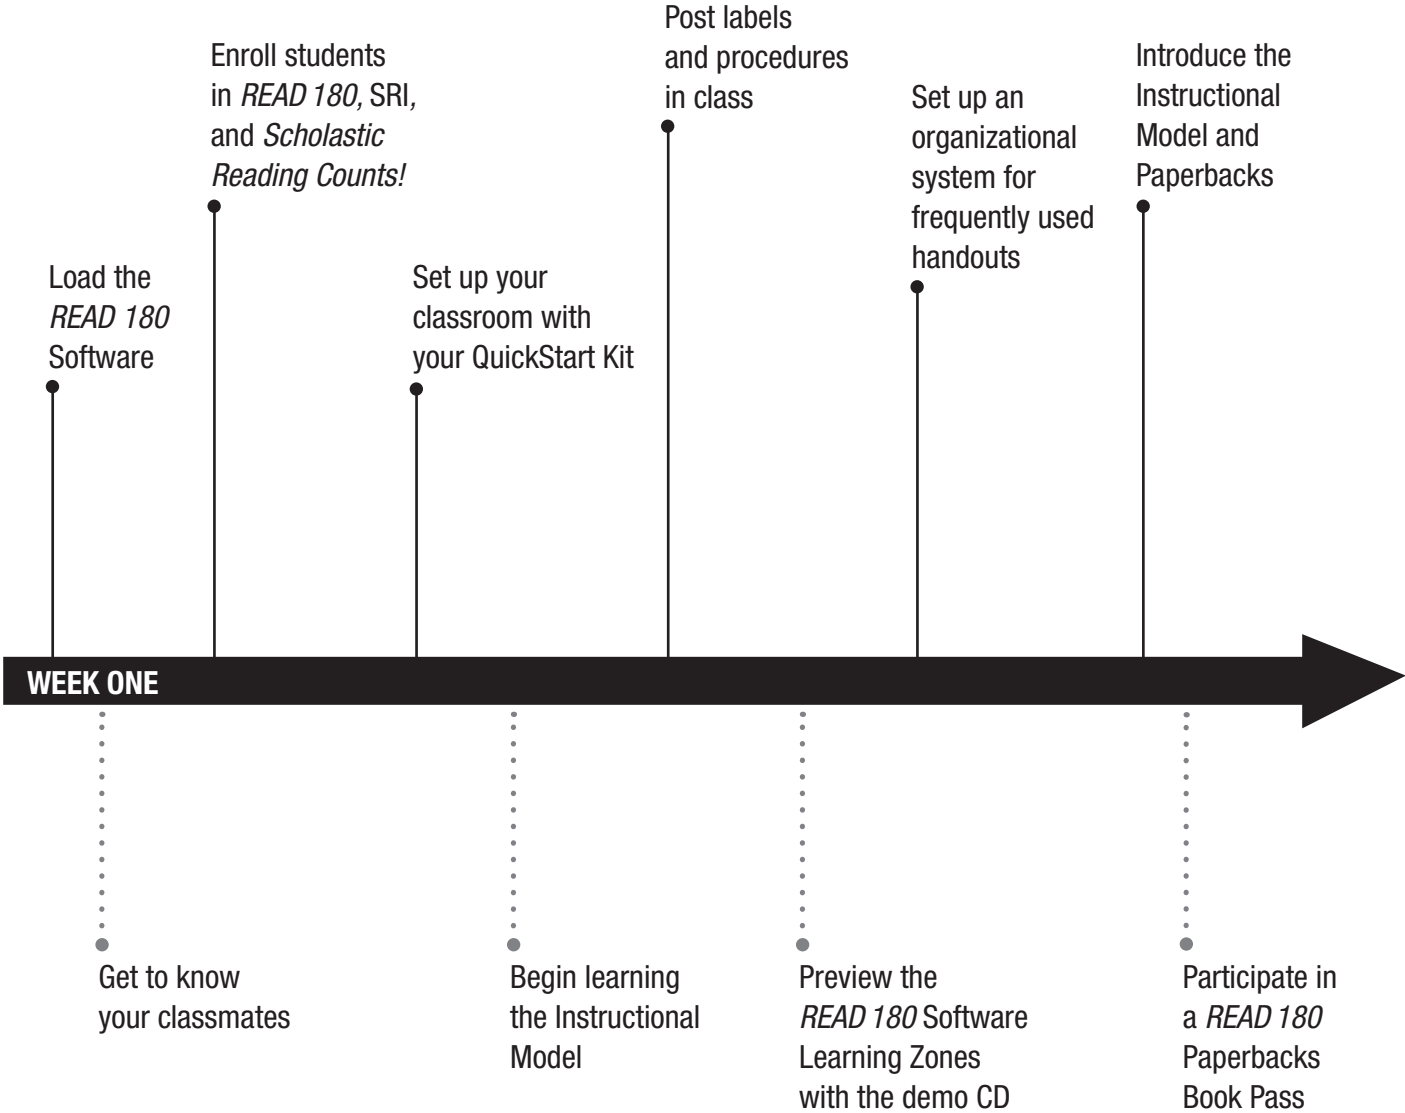 Load the
READ 180
Software
Enroll students
in READ 180, SRI,
and Scholastic
Reading Counts!
Set up your
classroom with
your QuickStart Kit
Post labels
and procedures
in class
Set up an
organizational
system for
frequently used
handouts
Introduce the
Instructional
Model and
Paperbacks
WEEK ONE
Get to know
your classmates
Begin learning
the Instructional
Model
Preview the
READ 180 Software
Learning Zones
with the demo CD
Participate in
a READ 180
Paperbacks
Book Pass